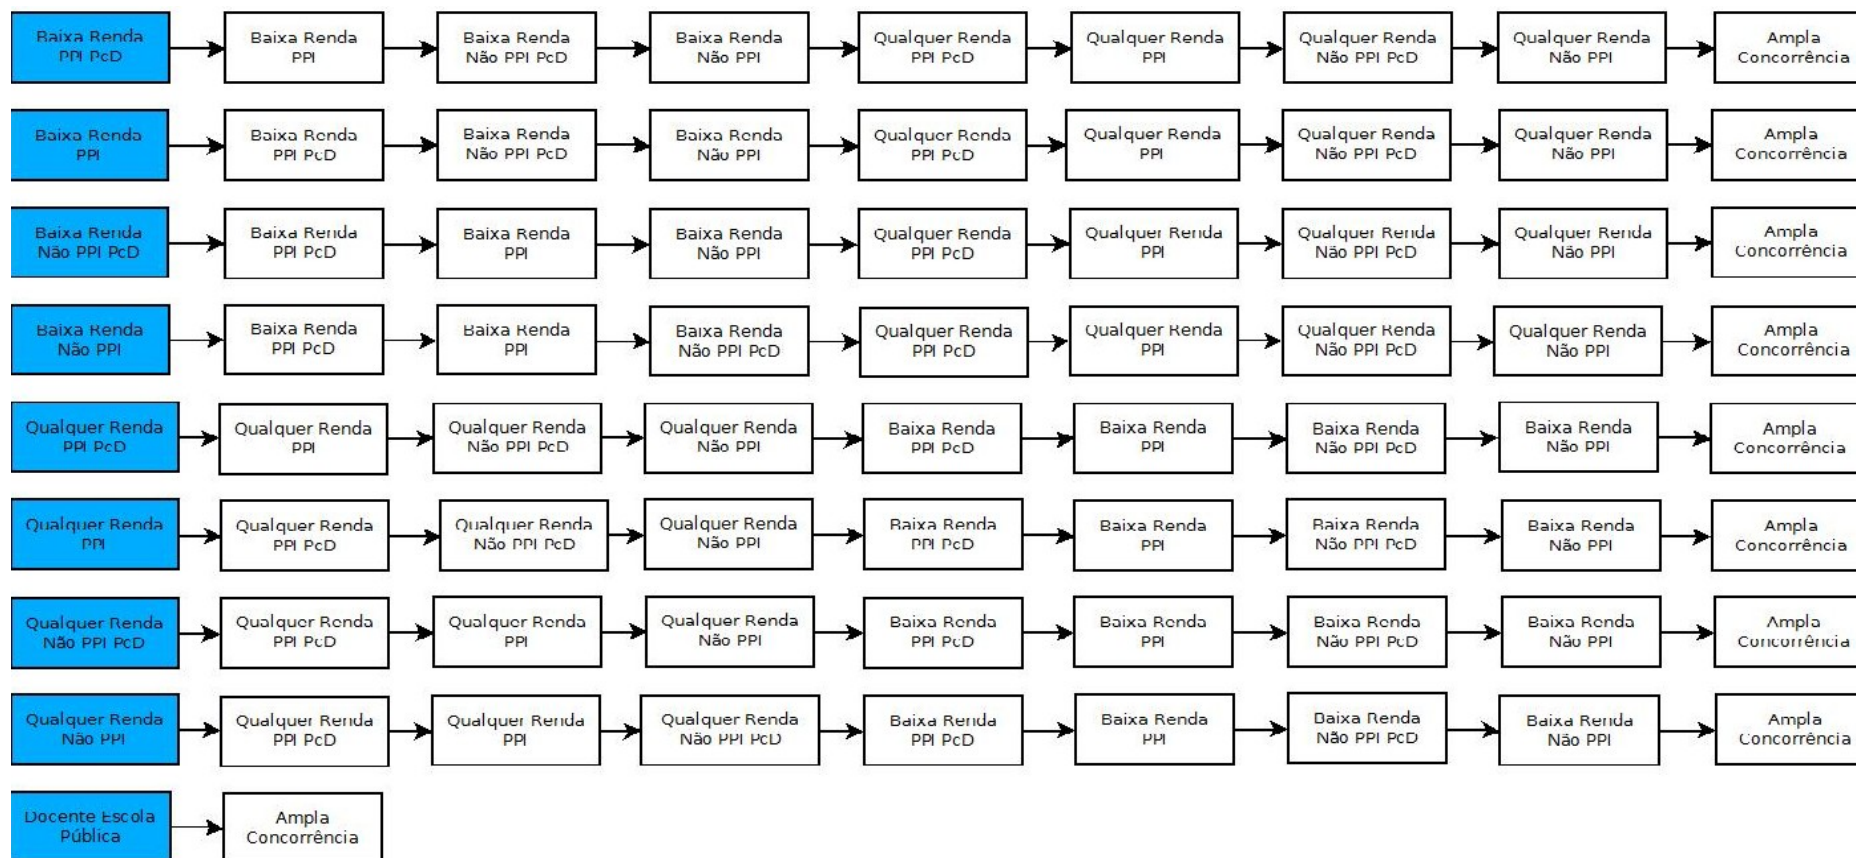 Baixa Renda
PPI PcD
Baixa Renda
PPI
Baixa Renda
Não PPI PcD
Baixa Renda
Não PPI
Qualquer Renda
PPI PcD
Qualquer Renda
PPI
Qualquer Renda
Não PPI PcD
Qualquer Renda
Não PPI
Ampla
Concorrência
Baixa Renda
PPI
Baixa Renda
PPI PcD
Baixa Renda
Não PPI PcD
Baixa Renda
Não PPI
Qualquer Renda
PPI PcD
Qualquer Renda
PPI
Qualquer Renda
Não PPI PcD
Qualquer Renda
Não PPI
Ampla
Concorrência
Baixa Renda
Não PPI PcD
Baixa Renda
PPI PcD
Baixa Renda
PPI
Baixa Renda
Não PPI
Qualquer Renda
PPI PcD
Qualquer Renda
PPI
Qualquer Renda
Não PPI PcD
Qualquer Renda
Não PPI
Ampla
Concorrência
Baixa Renda
Não PPI
Baixa Renda
PPI PcD
Baixa Renda
PPI
Baixa Renda
Não PPI PcD
Qualquer Renda
PPI PcD
Qualquer Renda
PPI
Qualquer Renda
Não PPI PcD
Qualquer Renda
Não PPI
Ampla
Concorrência
Qualquer Renda
PPI PcD
Qualquer Renda
PPI
Qualquer Renda
Não PPI PcD
Qualquer Renda
Não PPI
Baixa Renda
PPI PcD
Baixa Renda
PPI
Baixa Renda
Não PPI PcD
Baixa Renda
Não PPI
Ampla
Concorrência
Qualquer Renda
PPI
Qualquer Renda
PPI PcD
Qualquer Renda
Não PPI PcD
Qualquer Renda
Não PPI
Baixa Renda
PPI PcD
Baixa Renda
PPI
Baixa Renda
Não PPI PcD
Baixa Renda
Não PPI
Ampla
Concorrência
Qualquer Renda
Não PPI PcD
Qualquer Renda
PPI PcD
Qualquer Renda
PPI
Qualquer Renda
Não PPI
Baixa Renda
PPI PcD
Baixa Renda
PPI
Baixa Renda
Não PPI PcD
Baixa Renda
Não PPI
Ampla
Concorrência
Qualquer Renda
Não PPI
Qualquer Renda
PPI PcD
Qualquer Renda
PPI
Qualquer Renda
Não PPI PcD
Baixa Renda
PPI PcD
Baixa Renda
PPI
Baixa Renda
Não PPI PcD
Baixa Renda
Não PPI
Ampla
Concorrência
Docente Escola
Pública
Ampla
Concorrência